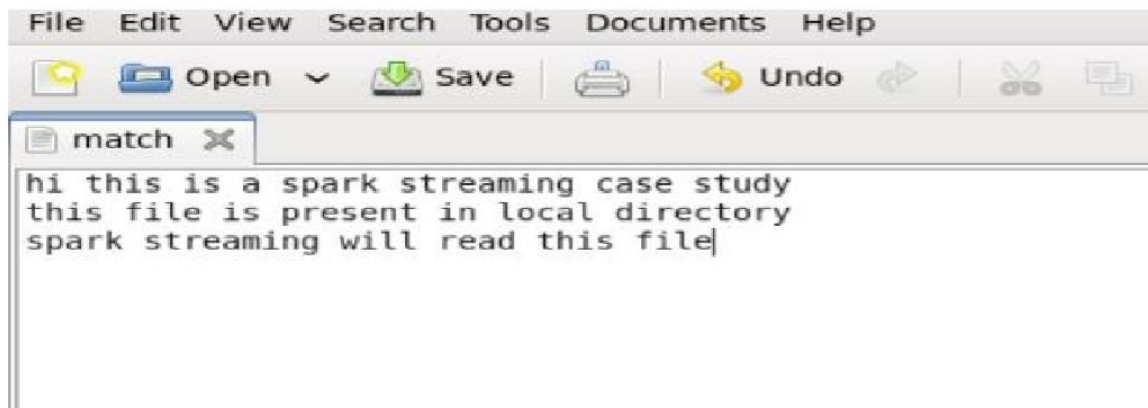 File Edit View Search Tools Documents Help
Open Save Undo
match
hi this is a spark streaming case study
this file is present in local directory
spark streaming will read this file